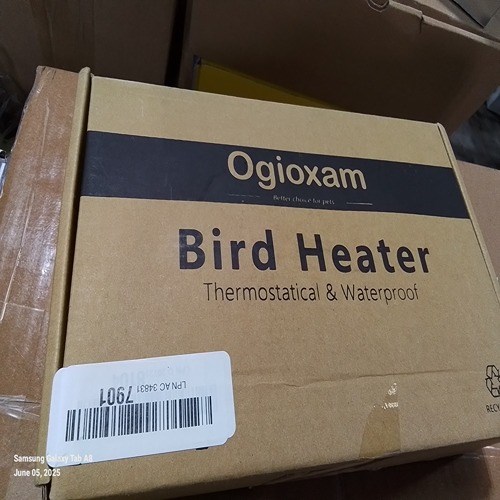 Ogioxam
Better choice for pets
Bird Heater
Thermostatical & Waterproof
LPN AC 34831
7901
Samsung Galaxy Tab A8
June 05, 2025